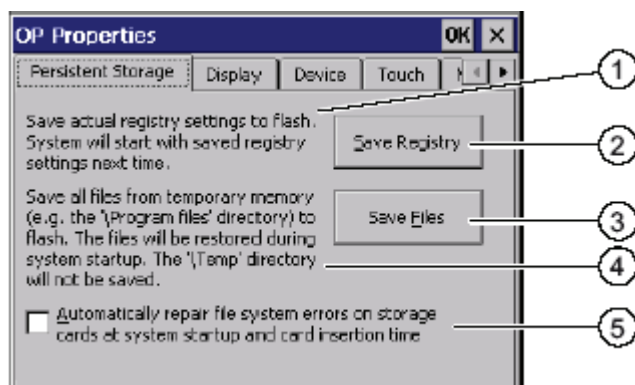 OP Properties OK ×
Persistent Storage Display Device Touch
1
Save actual registry settings to flash.
System will start with saved registry
settings next time.
Save Registry
2
Save all files from temporary memory
(e.g. the '\Program files' directory) to
flash. The files will be restored during
system startup. The '\Temp' directory
will not be saved.
Save Files
3
4
Automatically repair file system errors on storage
cards at system startup and card insertion time
5